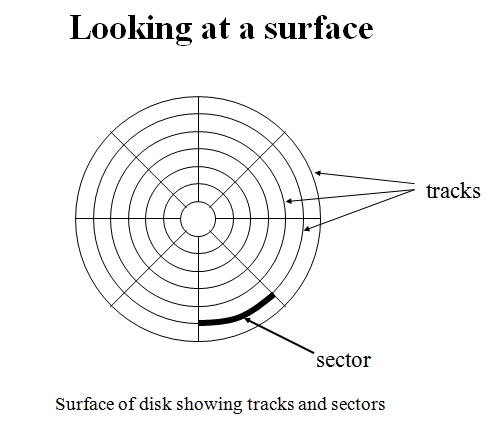 Looking at a surface
tracks
sector
Surface of disk showing tracks and sectors